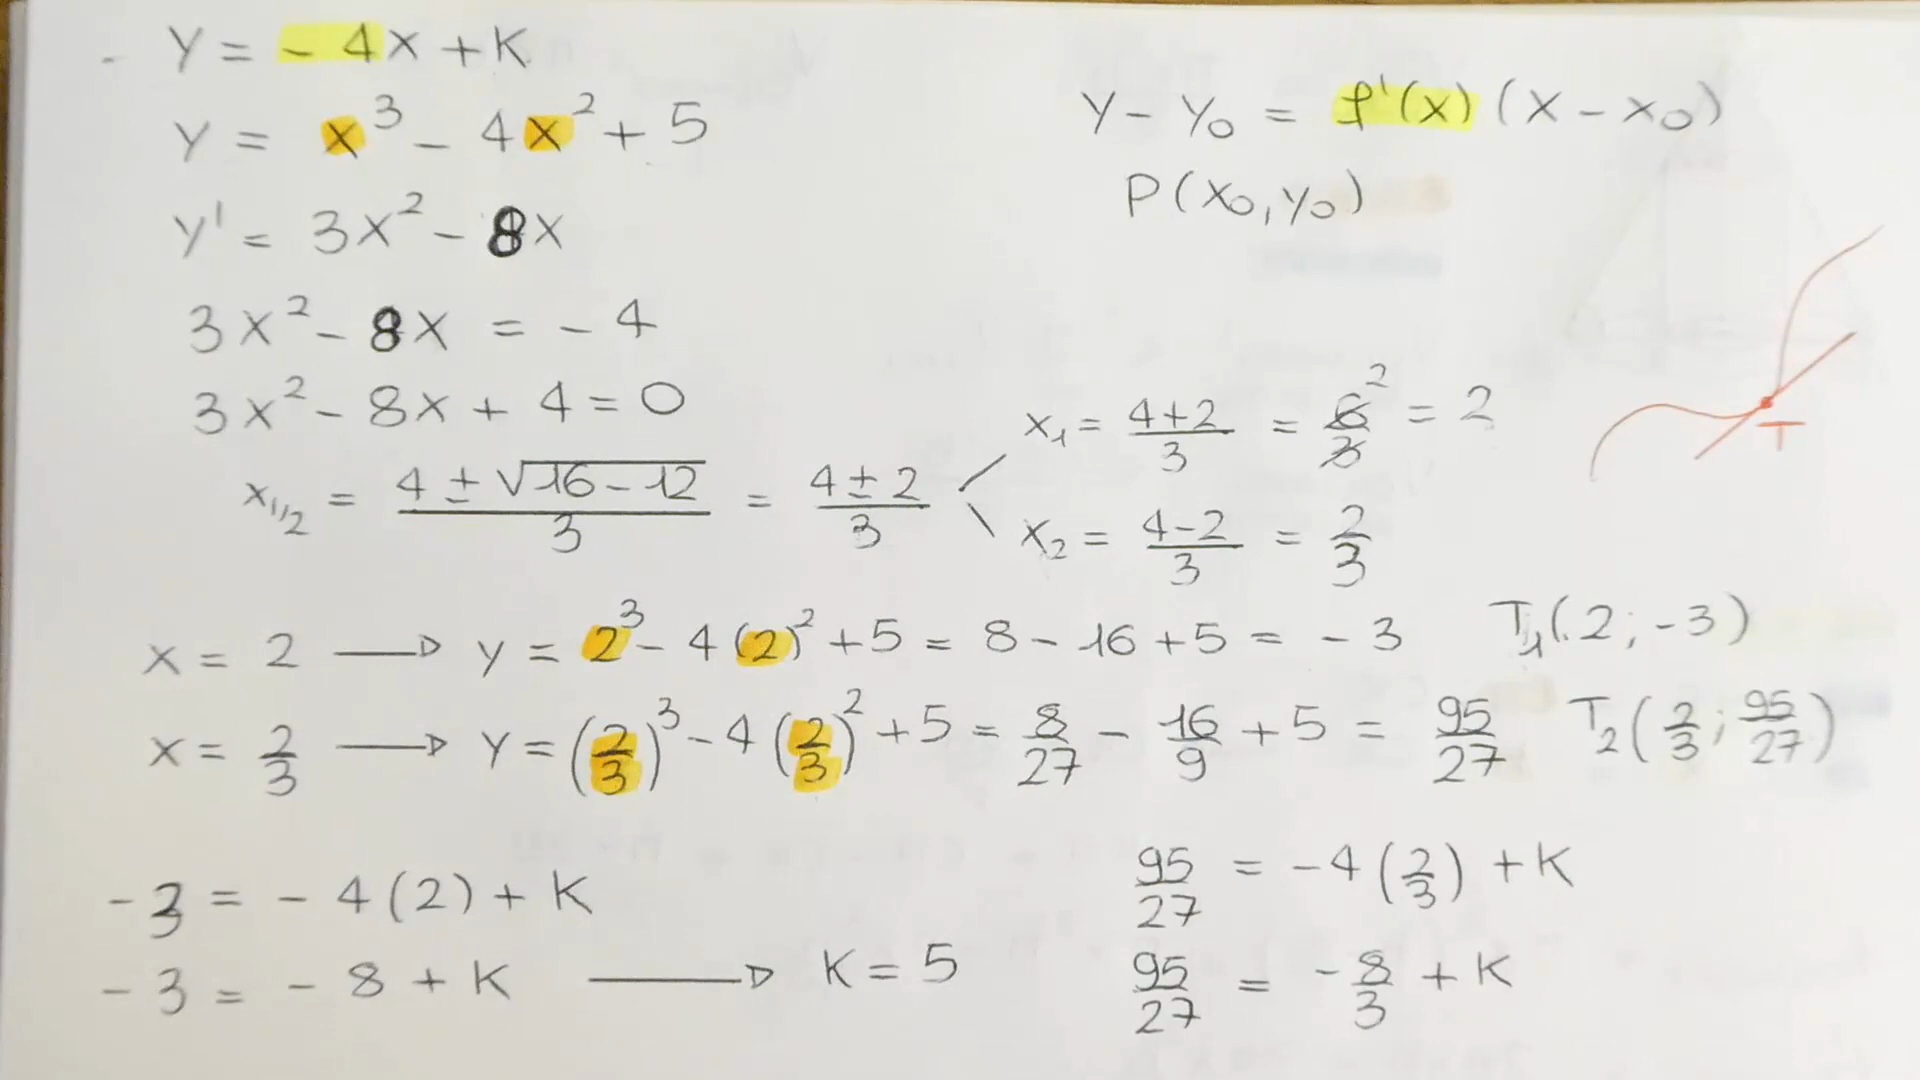 y = -4x + K
y = x³ - 4x² + 5
y' = 3x² - 8x
3x² - 8x = -4
3x² - 8x + 4 = 0
x₁,₂ = (4 ± √(16-12))/3 = (4 ± 2)/3
y - y₀ = f'(x) (x - x₀)
P(x₀, y₀)
T
x₁ = (4+2)/3 = 6/3 2 = 2
x₂ = (4-2)/3 = 2/3
x = 2 → y = 2³ - 4(2)² + 5 = 8 - 16 + 5 = -3 T₁(2; -3)
x = 2/3 → y = (2/3)³ - 4(2/3)² + 5 = 8/27 - 16/9 + 5 = 95/27 T₂(2/3; 95/27)
-3 = -4(2) + K
-3 = -8 + K → K = 5
95/27 = -4(2/3) + K
95/27 = -8/3 + K